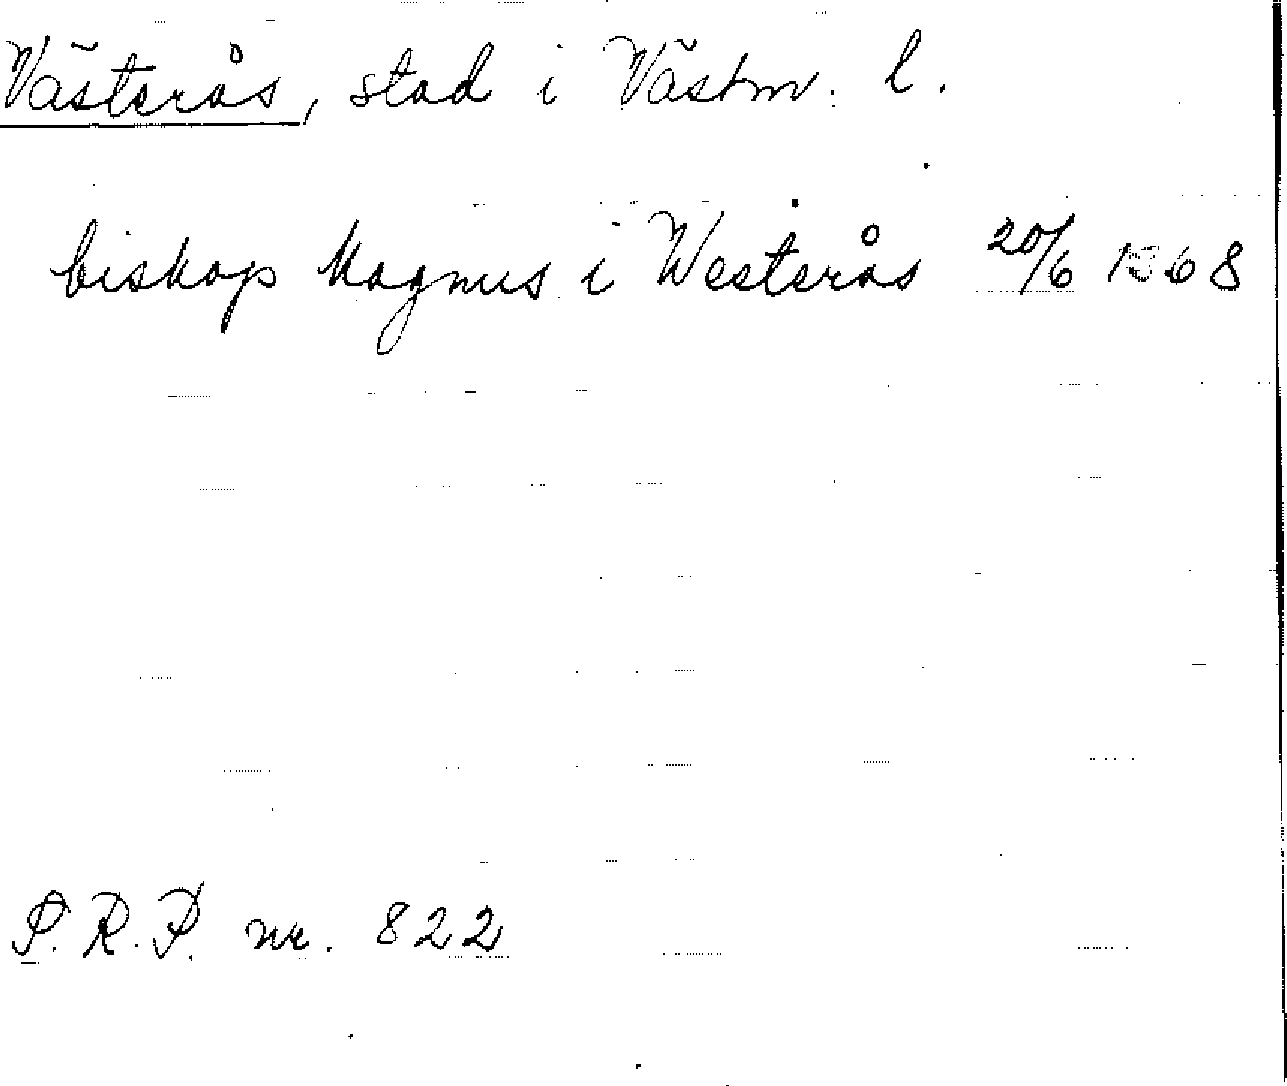 Västerås, stad i Västm. l.
biskop Magnus i Westerås 20/6 1368
S.R.P. nr. 822